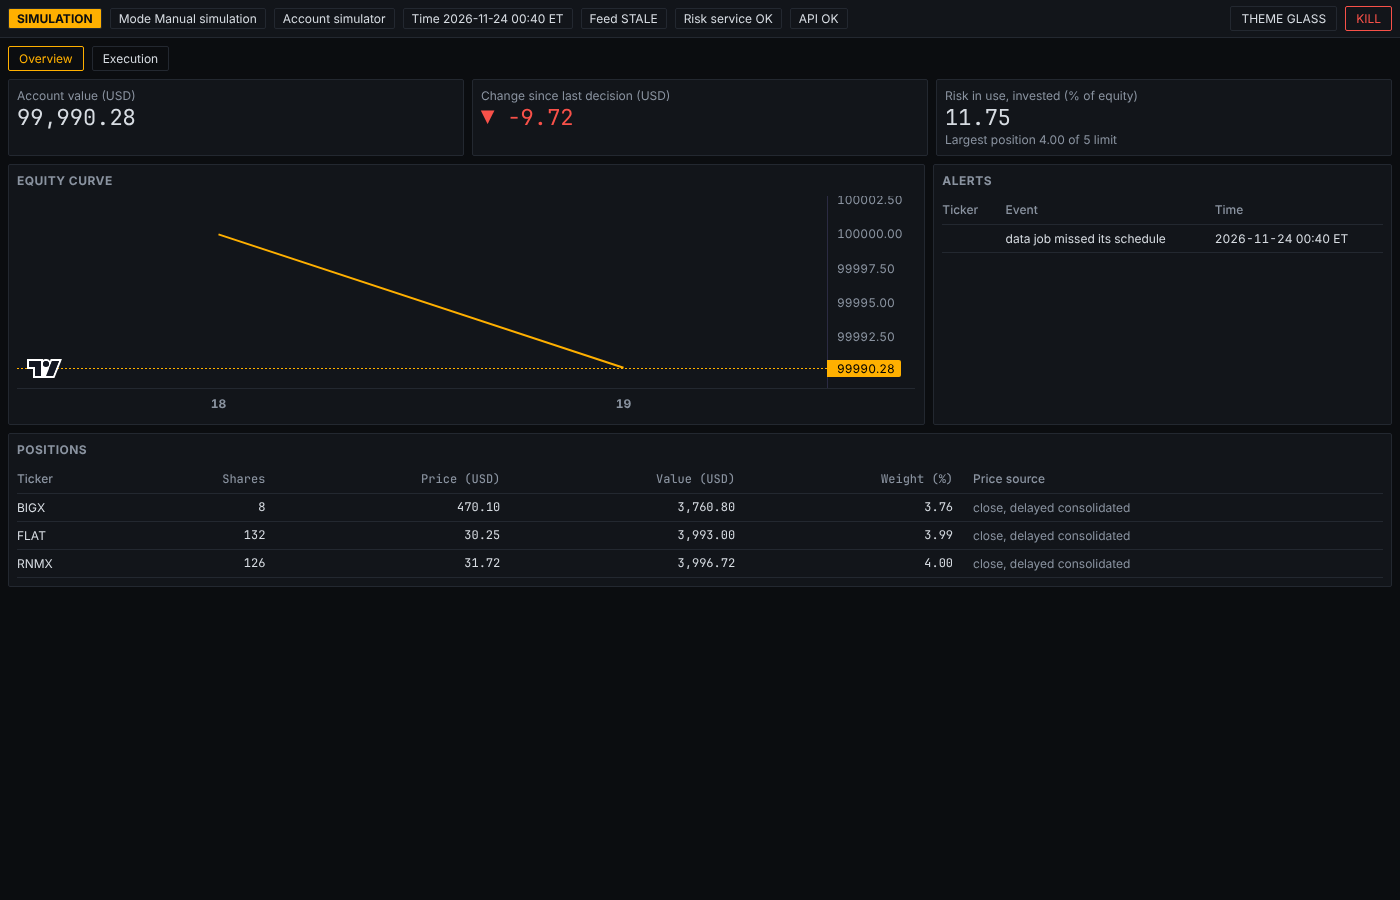 SIMULATION Mode Manual simulation Account simulator Time 2026-11-24 00:40 ET Feed STALE Risk service OK API OK THEME GLASS KILL
Overview Execution
Account value (USD)
99,990.28
Change since last decision (USD)
▼ -9.72
Risk in use, invested (% of equity)
11.75
Largest position 4.00 of 5 limit
EQUITY CURVE
100002.50
100000.00
99997.50
99995.00
99992.50
99990.28
18 19
ALERTS
Ticker Event Time
data job missed its schedule 2026-11-24 00:40 ET
POSITIONS
Ticker Shares Price (USD) Value (USD) Weight (%) Price source
BIGX 8 470.10 3,760.80 3.76 close, delayed consolidated
FLAT 132 30.25 3,993.00 3.99 close, delayed consolidated
RNMX 126 31.72 3,996.72 4.00 close, delayed consolidated